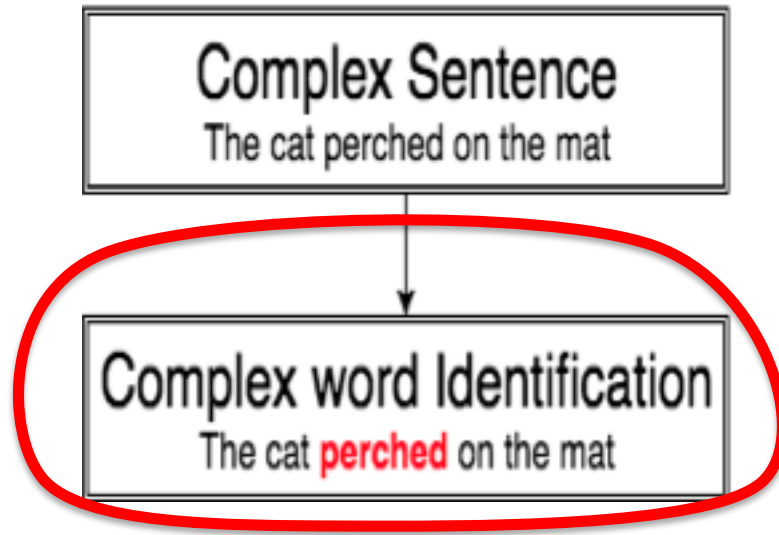 Complex Sentence
The cat perched on the mat
Complex word Identification
The cat perched on the mat